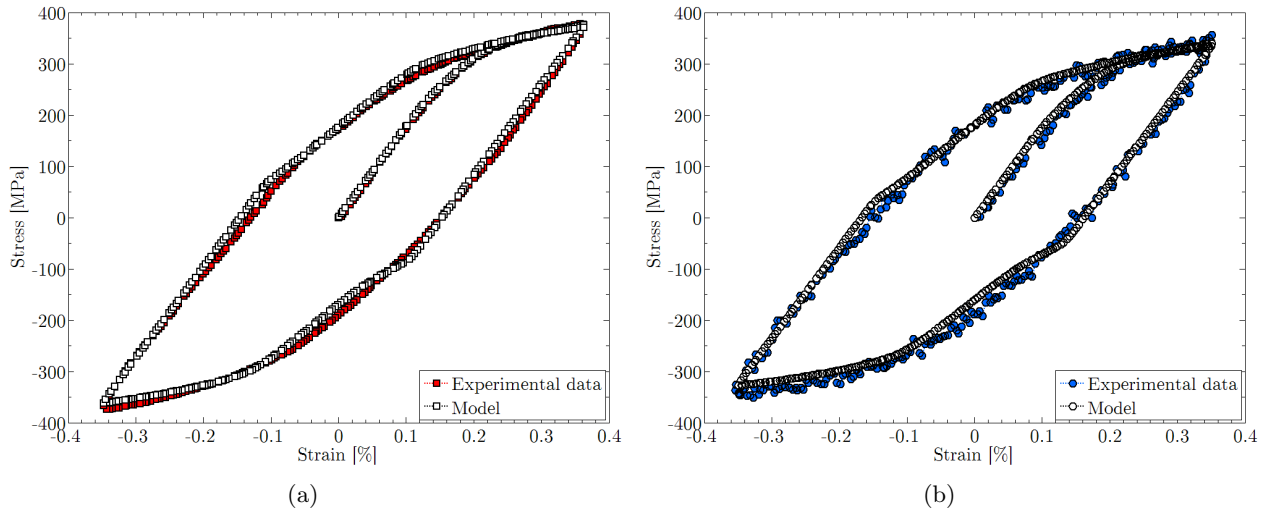 400
300
200
100
0
-100
-200
-300
-400
Stress [MPa]
-0.4 -0.3 -0.2 -0.1 0 0.1 0.2 0.3 0.4
Strain [%]
Experimental data
Model
(a)
400
300
200
100
0
-100
-200
-300
-400
Stress [MPa]
-0.4 -0.3 -0.2 -0.1 0 0.1 0.2 0.3 0.4
Strain [%]
Experimental data
Model
(b)